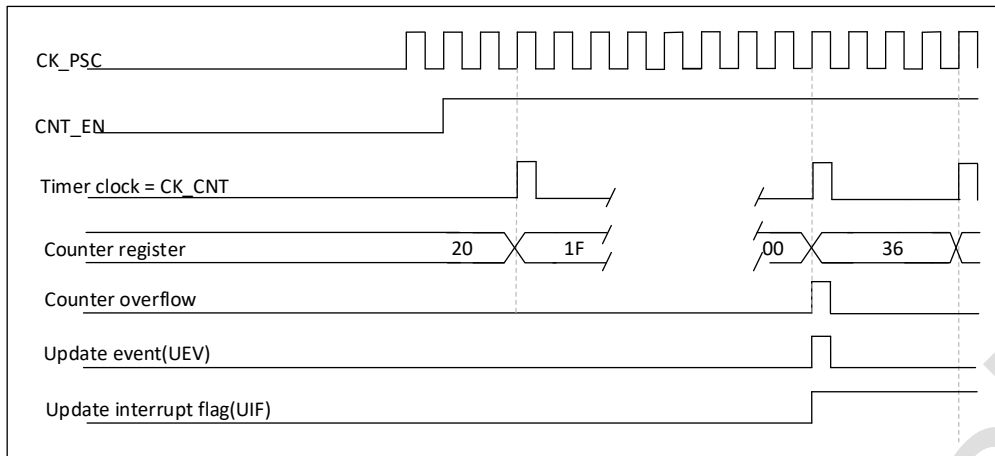 CK_PSC
CNT_EN
Timer clock = CK_CNT
Counter register 20 1F 00 36
Counter overflow
Update event(UEV)
Update interrupt flag(UIF)